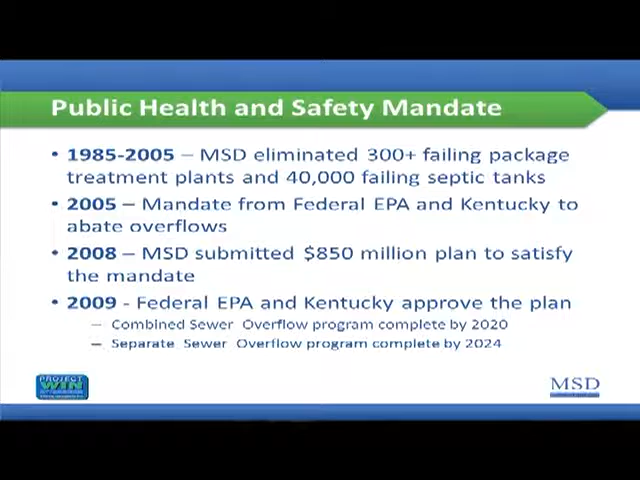 Public Health and Safety Mandate
• 1985-2005 – MSD eliminated 300+ failing package
treatment plants and 40,000 failing septic tanks
• 2005 – Mandate from Federal EPA and Kentucky to
abate overflows
• 2008 – MSD submitted $850 million plan to satisfy
the mandate
• 2009 - Federal EPA and Kentucky approve the plan
– Combined Sewer Overflow program complete by 2020
– Separate Sewer Overflow program complete by 2024
PROJECT
WIN
MSD